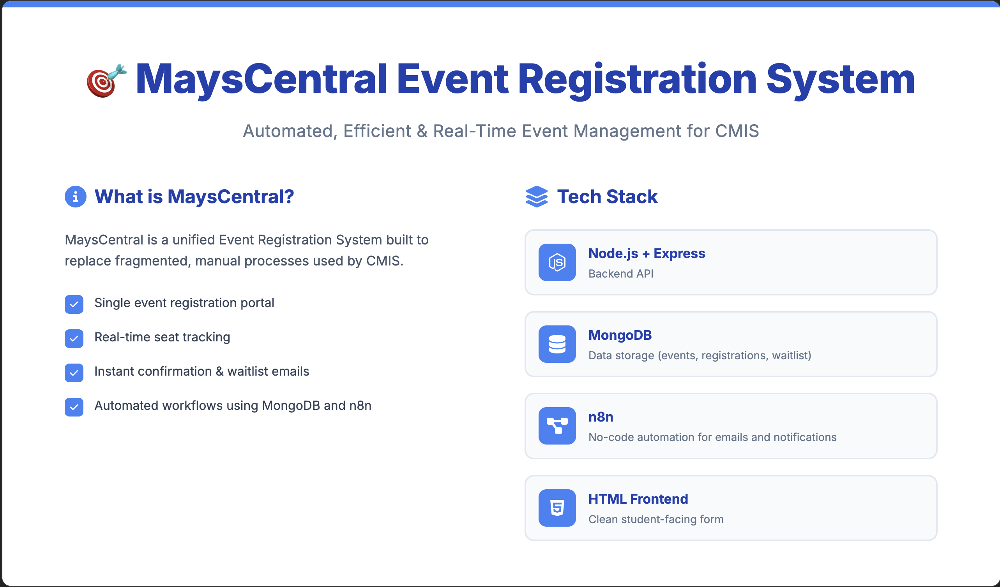 MaysCentral Event Registration System
Automated, Efficient & Real-Time Event Management for CMIS
What is MaysCentral?
MaysCentral is a unified Event Registration System built to
replace fragmented, manual processes used by CMIS.
Single event registration portal
Real-time seat tracking
Instant confirmation & waitlist emails
Automated workflows using MongoDB and n8n
Tech Stack
JS
Node.js + Express
Backend API
MongoDB
Data storage (events, registrations, waitlist)
n8n
No-code automation for emails and notifications
5
HTML Frontend
Clean student-facing form